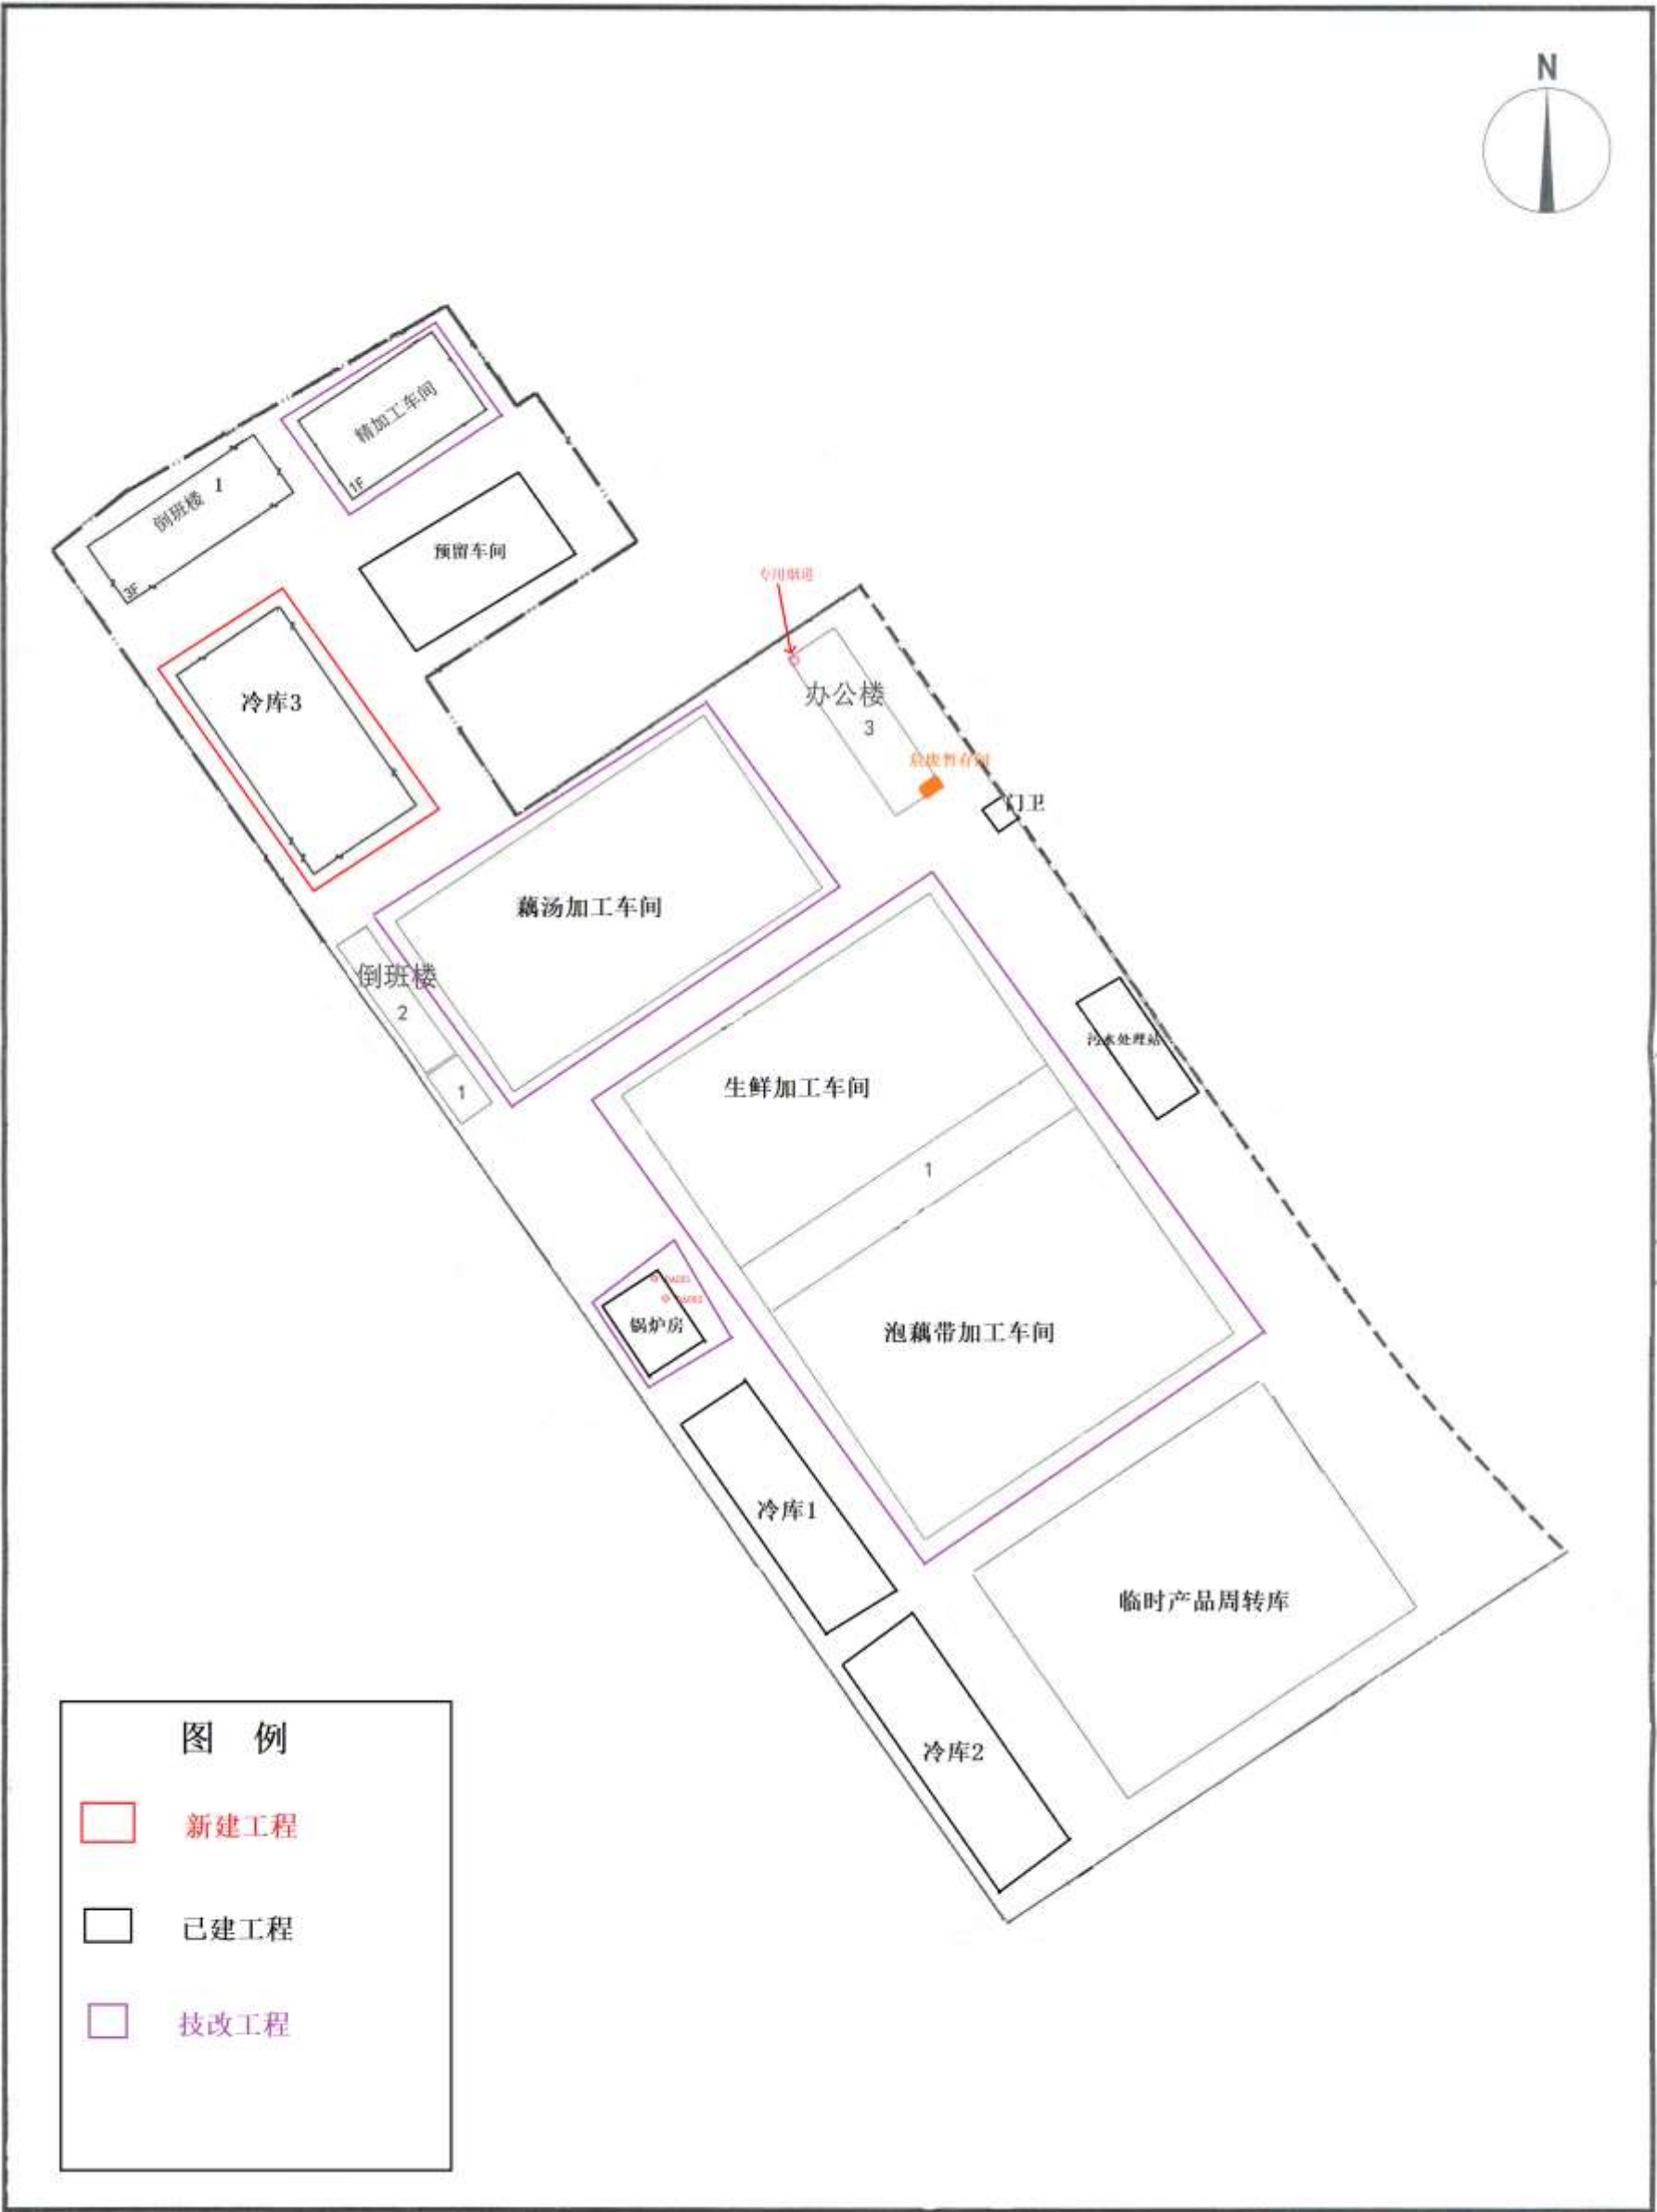 N
精加工车间
1F
倒班楼 1
3F
预留车间
专用烟道
冷库3
办公楼
3
危废暂存间
门卫
藕汤加工车间
倒班楼
2
1
污水处理站
生鲜加工车间
1
DA001
DA002
锅炉房
泡藕带加工车间
冷库1
临时产品周转库
冷库2
图 例
新建工程
已建工程
技改工程